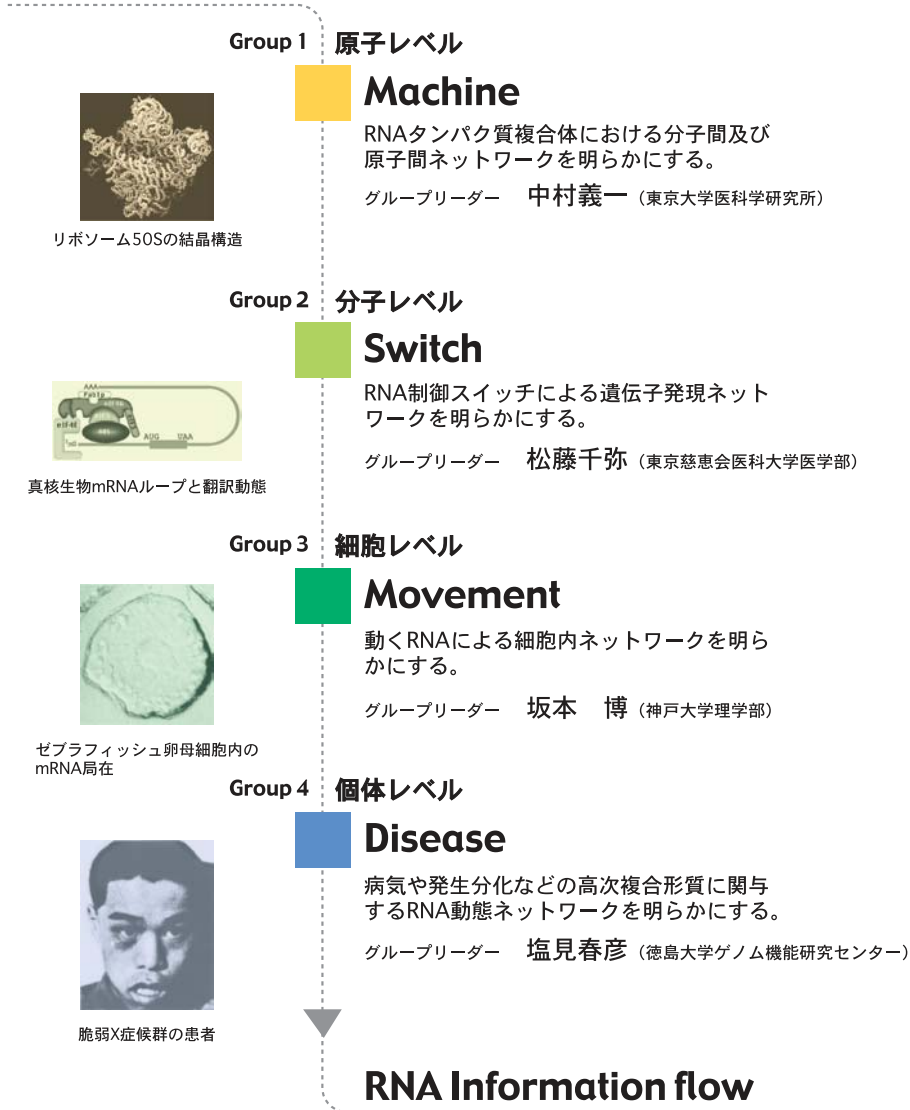 Group 1 原子レベル
Machine
RNAタンパク質複合体における分子間及び
原子間ネットワークを明らかにする。
グループリーダー 中村義一（東京大学医科学研究所）
リボソーム50Sの結晶構造
Group 2 分子レベル
Switch
RNA制御スイッチによる遺伝子発現ネット
ワークを明らかにする。
グループリーダー 松藤千弥（東京慈恵会医科大学医学部）
AAA
Pab1p
eIF4E
AUG UAA
真核生物mRNAループと翻訳動態
Group 3 細胞レベル
Movement
動くRNAによる細胞内ネットワークを明ら
かにする。
グループリーダー 坂本　博（神戸大学理学部）
ゼブラフィッシュ卵母細胞内の
mRNA局在
Group 4 個体レベル
Disease
病気や発生分化などの高次複合形質に関与
するRNA動態ネットワークを明らかにする。
グループリーダー 塩見春彦（徳島大学ゲノム機能研究センター）
脆弱X症候群の患者
RNA Information flow